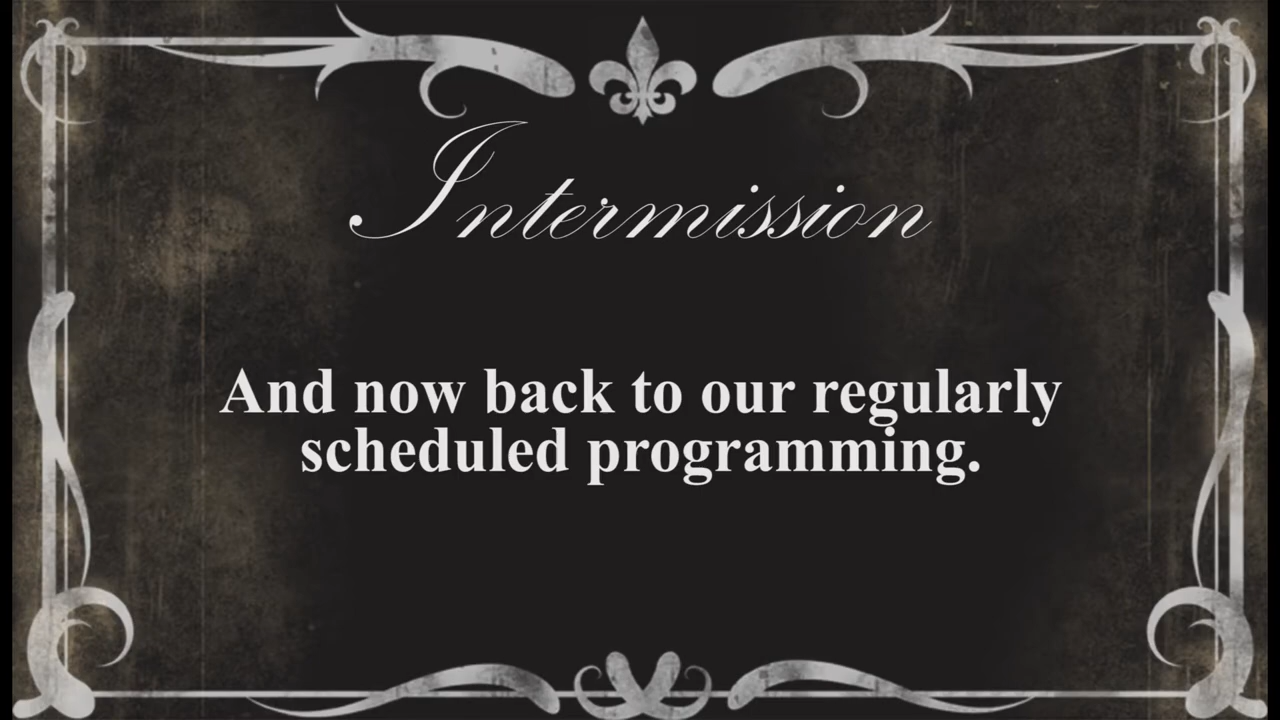 Intermission
And now back to our regularly
scheduled programming.